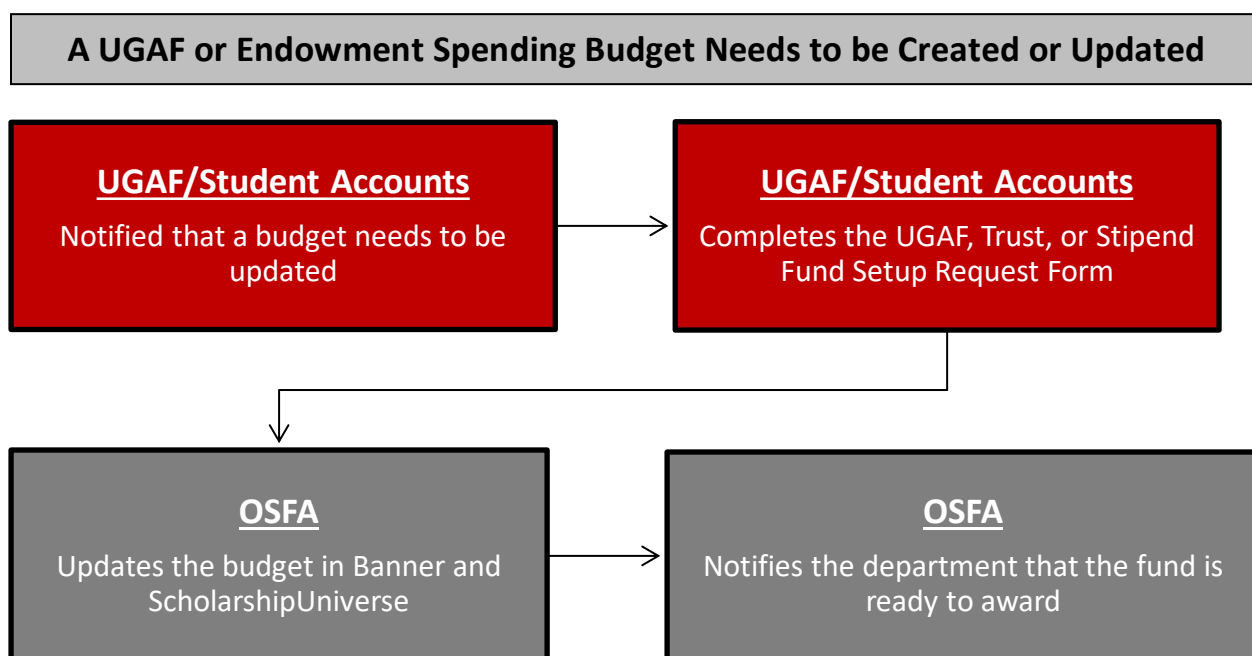 A UGAF or Endowment Spending Budget Needs to be Created or Updated
UGAF/Student Accounts
Notified that a budget needs to be
updated
UGAF/Student Accounts
Completes the UGAF, Trust, or Stipend
Fund Setup Request Form
OSFA
Updates the budget in Banner and
ScholarshipUniverse
OSFA
Notifies the department that the fund is
ready to award